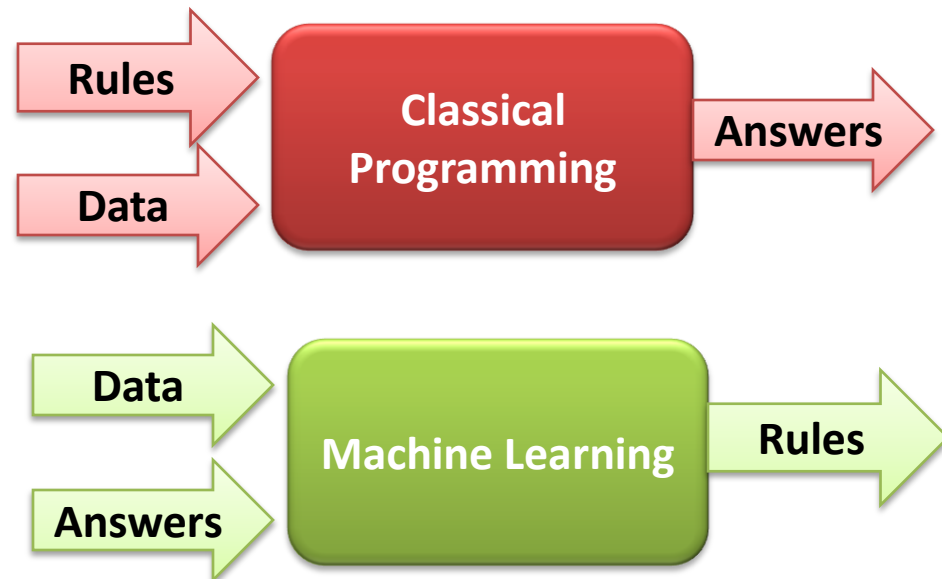 Rules
Data
Classical
Programming
Answers
Data
Answers
Machine Learning
Rules